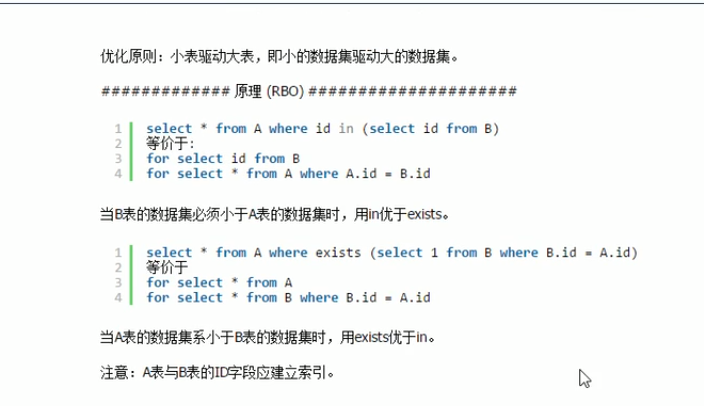 优化原则：小表驱动大表，即小的数据集驱动大的数据集。
############# 原理 (RBO) #####################
1 select * from A where id in (select id from B)
2 等价于:
3 for select id from B
4 for select * from A where A.id = B.id
当B表的数据集必须小于A表的数据集时，用in优于exists。
1 select * from A where exists (select 1 from B where B.id = A.id)
2 等价于
3 for select * from A
4 for select * from B where B.id = A.id
当A表的数据集系小于B表的数据集时，用exists优于in。
注意：A表与B表的ID字段应建立索引。